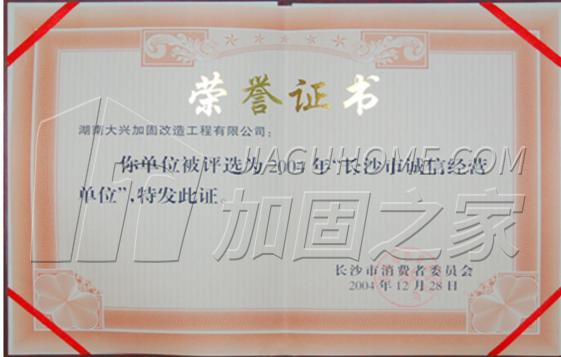 荣誉证书
湖南大兴加固改造工程有限公司：
你单位被评选为2004年“长沙市诚信经营
单位”，特发此证。
JIAGUHOME.COM
加固之家
长沙市消费者委员会
2004年12月28日